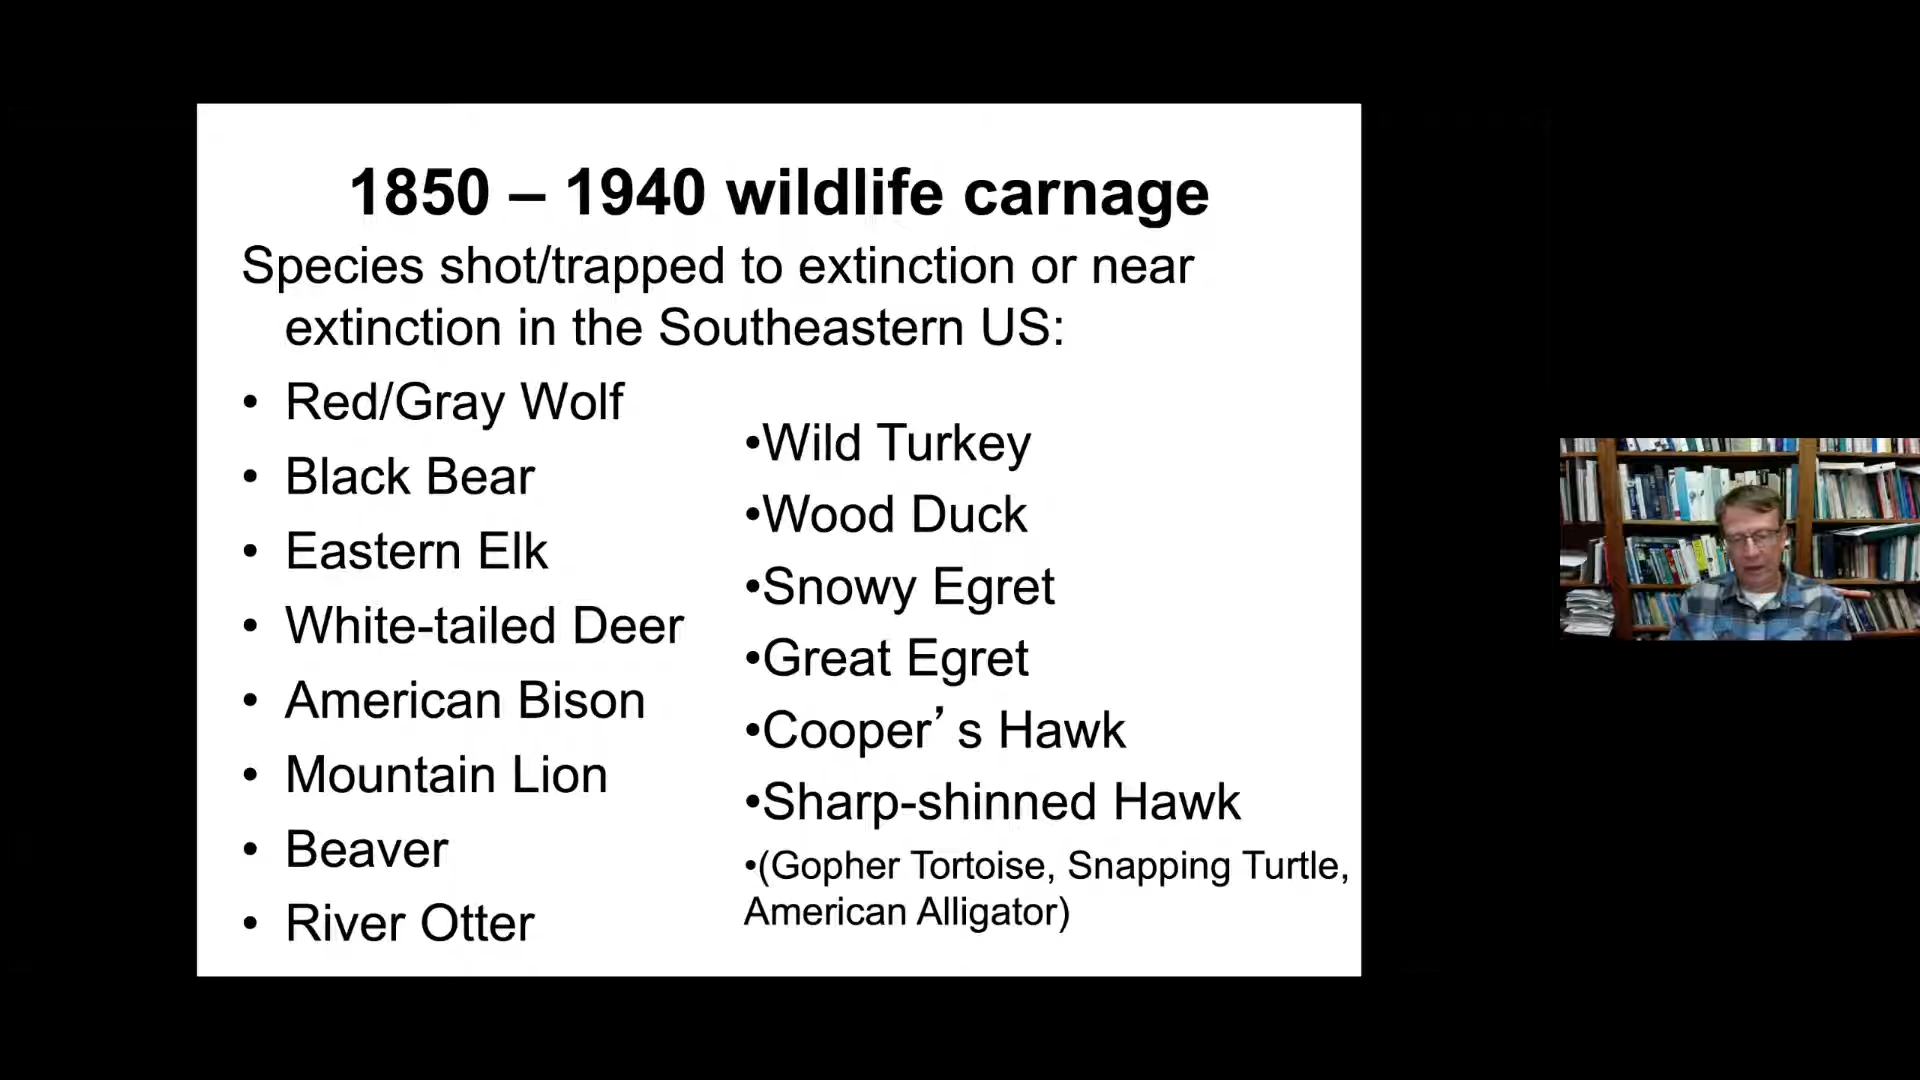 1850 – 1940 wildlife carnage
Species shot/trapped to extinction or near
extinction in the Southeastern US:
• Red/Gray Wolf
• Black Bear
• Eastern Elk
• White-tailed Deer
• American Bison
• Mountain Lion
• Beaver
• River Otter
•Wild Turkey
•Wood Duck
•Snowy Egret
•Great Egret
•Cooper’s Hawk
•Sharp-shinned Hawk
•(Gopher Tortoise, Snapping Turtle,
American Alligator)